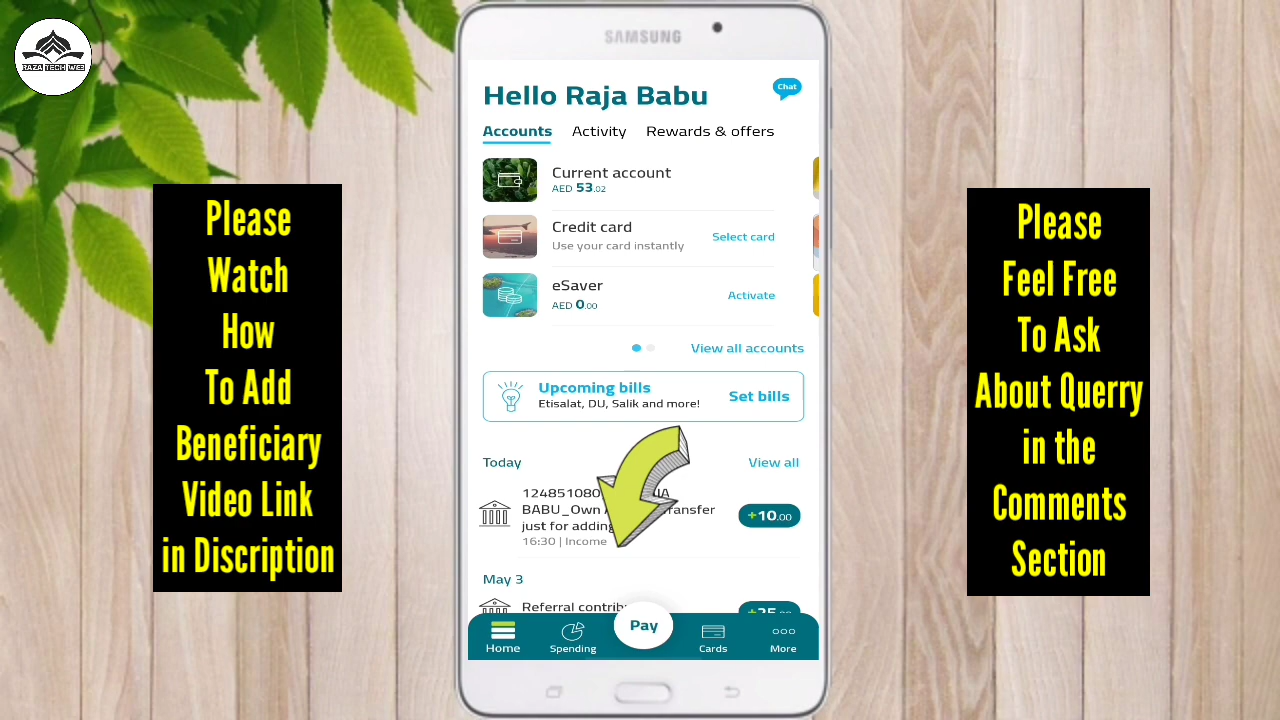 RAZA TECH WEB
Please
Watch
How
To Add
Beneficiary
Video Link
in Discription
SAMSUNG
Hello Raja Babu
Chat
Accounts Activity Rewards & offers
Current account
AED 53.02
Credit card
Use your card instantly
Select card
eSaver
AED 0.00
Activate
View all accounts
Upcoming bills
Etisalat, DU, Salik and more!
Set bills
Today
View all
BABU_Own
just for adding
16:30 | Income
+10.00
May 3
Referral
Pay
Home Spending Cards More
Please
Feel Free
To Ask
About Querry
in the
Comments
Section